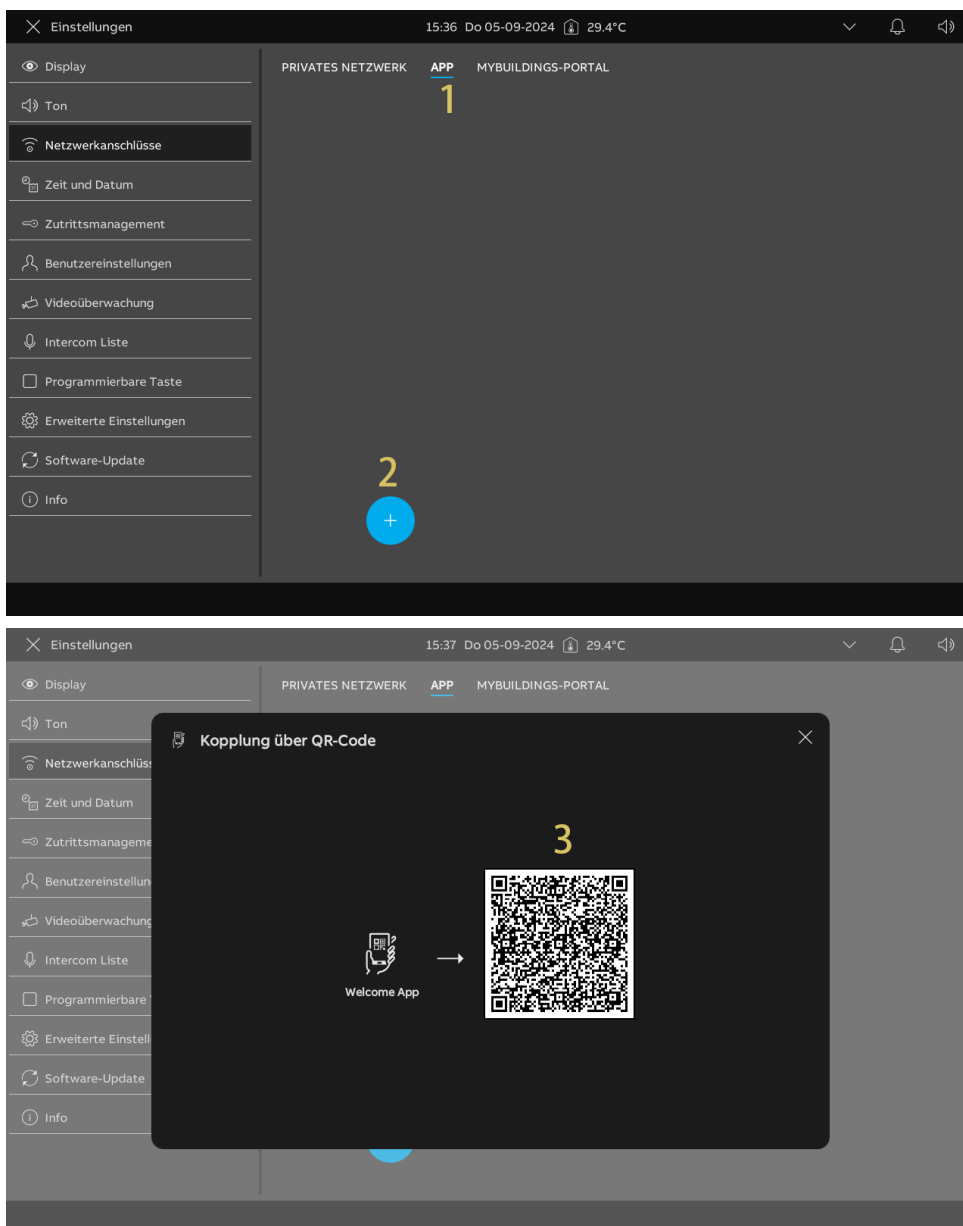 Einstellungen 15:36 Do 05-09-2024 29.4°C
Display
Ton
Netzwerkanschlüsse
Zeit und Datum
Zutrittsmanagement
Benutzereinstellungen
Videoüberwachung
Intercom Liste
Programmierbare Taste
Erweiterte Einstellungen
Software-Update
Info
PRIVATES NETZWERK APP MYBUILDINGS-PORTAL
1
2
+
Einstellungen 15:37 Do 05-09-2024 29.4°C
Display
Ton
Netzwerkanschlüss
Zeit und Datum
Zutrittsmanageme
Benutzereinstellun
Videoüberwachung
Intercom Liste
Programmierbare
Erweiterte Einstell
Software-Update
Info
PRIVATES NETZWERK APP MYBUILDINGS-PORTAL
Kopplung über QR-Code
3
Welcome App